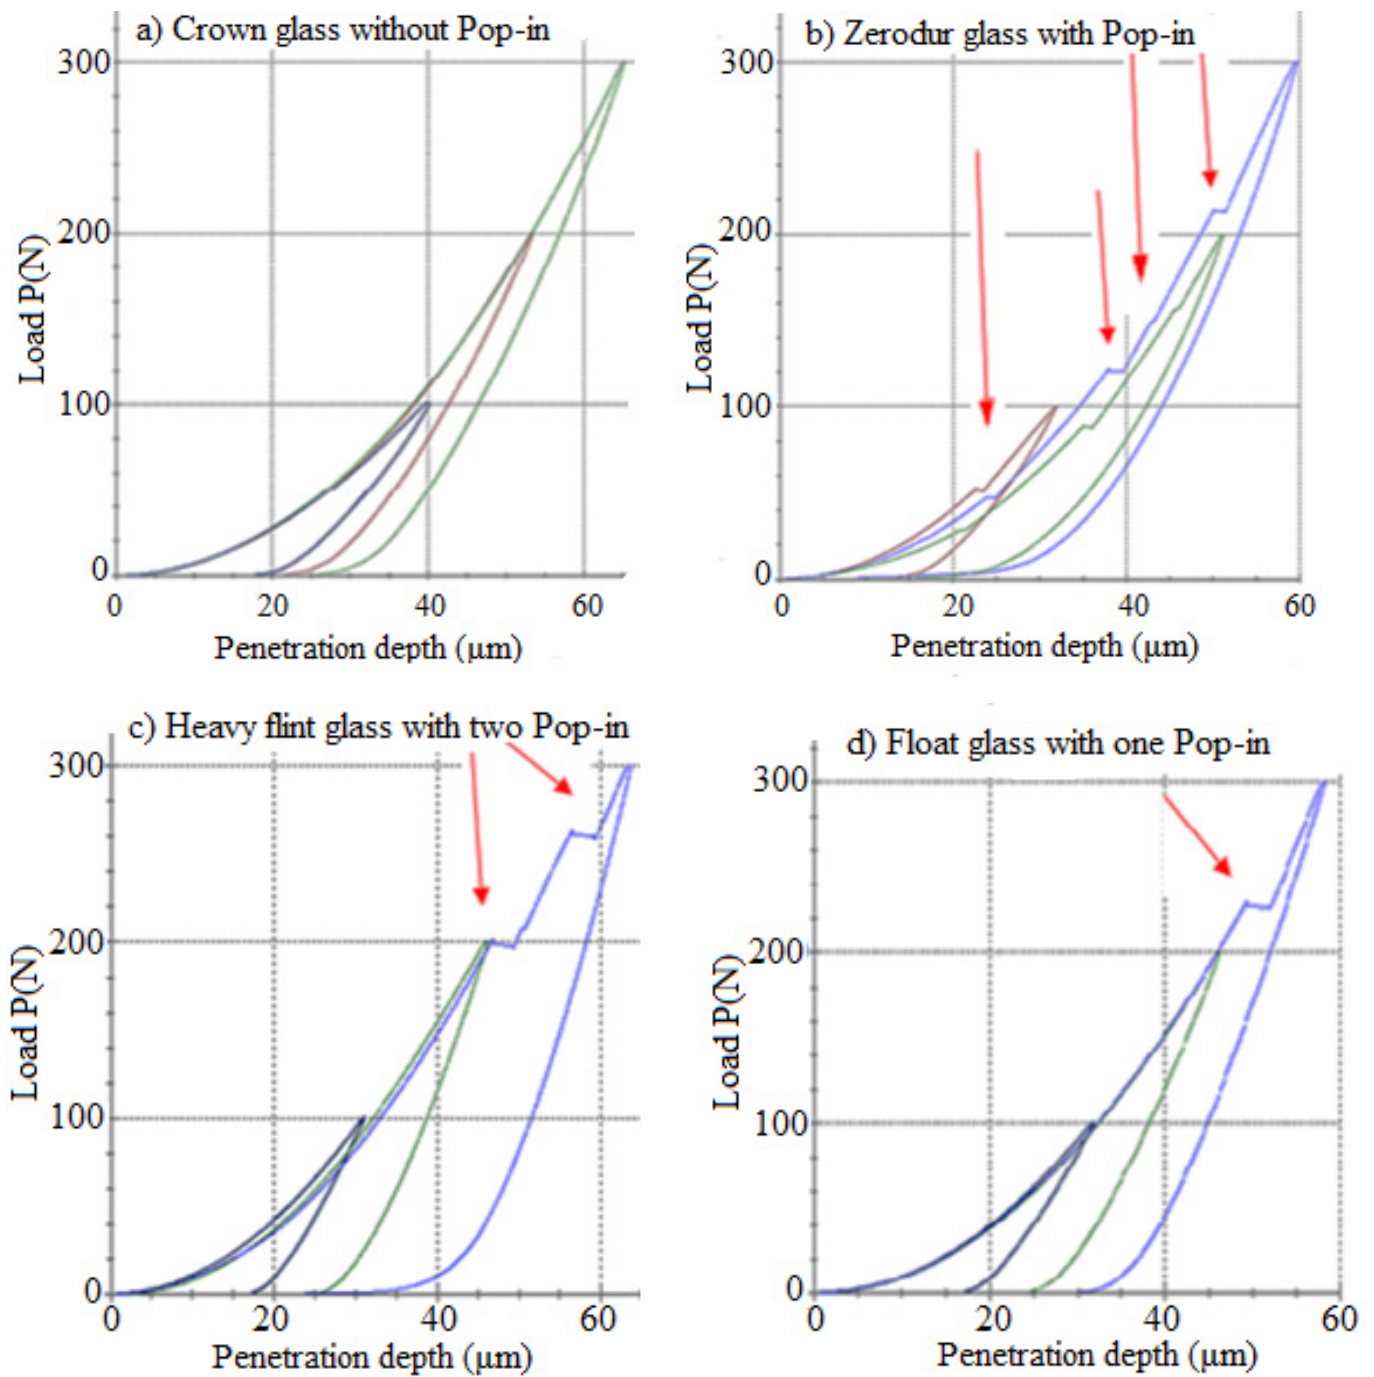 a) Crown glass without Pop-in
300
200
100
0
0 20 40 60
Load P(N)
Penetration depth (µm)
b) Zerodur glass with Pop-in
300
200
100
0
0 20 40 60
Load P(N)
Penetration depth (µm)
c) Heavy flint glass with two Pop-in
300
200
100
0
0 20 40 60
Load P(N)
Penetration depth (µm)
d) Float glass with one Pop-in
300
200
100
0
0 20 40 60
Load P(N)
Penetration depth (µm)